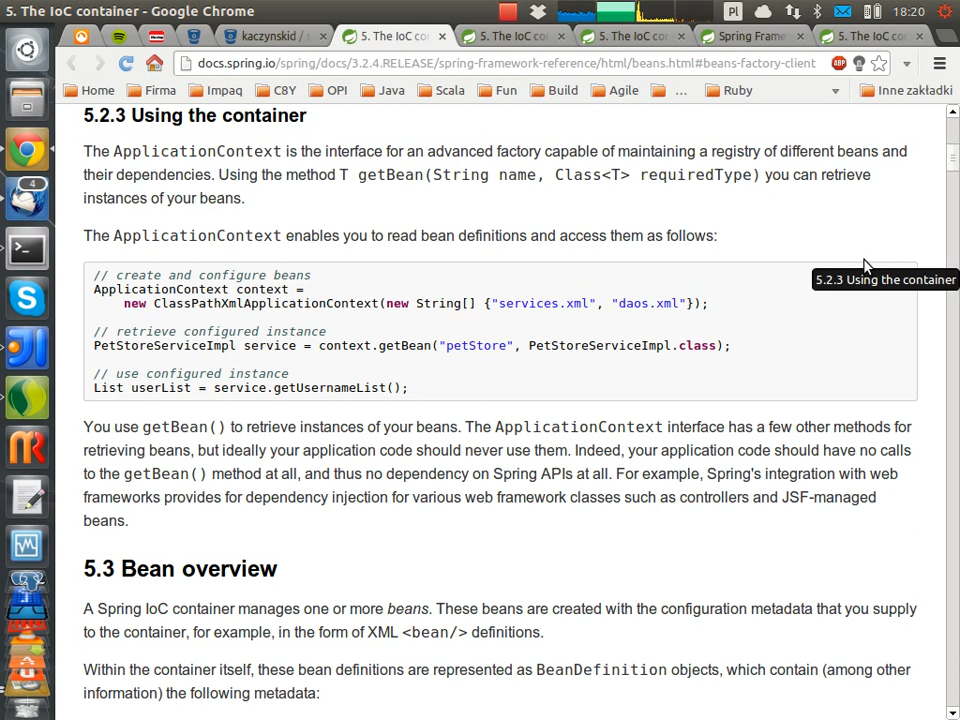 5. The IoC container - Google Chrome
Pl
18:20
kaczynskid / s
5. The IoC cor
5. The IoC cor
5. The IoC cor
Spring Frame
5. The IoC cor
docs.spring.io/spring/docs/3.2.4.RELEASE/spring-framework-reference/html/beans.html#beans-factory-client
ABP
Home
Firma
Impaq
C8Y
OPI
Java
Scala
Fun
Build
Agile
...
Ruby
Inne zakładki
4
5.2.3 Using the container
The ApplicationContext is the interface for an advanced factory capable of maintaining a registry of different beans and
their dependencies. Using the method T getBean(String name, Class<T> requiredType) you can retrieve
instances of your beans.
The ApplicationContext enables you to read bean definitions and access them as follows:
5.2.3 Using the container
// create and configure beans
ApplicationContext context =
new ClassPathXmlApplicationContext(new String[] {"services.xml", "daos.xml"});
// retrieve configured instance
PetStoreServiceImpl service = context.getBean("petStore", PetStoreServiceImpl.class);
// use configured instance
List userList = service.getUsernameList();
You use getBean() to retrieve instances of your beans. The ApplicationContext interface has a few other methods for
retrieving beans, but ideally your application code should never use them. Indeed, your application code should have no calls
to the getBean() method at all, and thus no dependency on Spring APIs at all. For example, Spring's integration with web
frameworks provides for dependency injection for various web framework classes such as controllers and JSF-managed
beans.
5.3 Bean overview
A Spring IoC container manages one or more beans. These beans are created with the configuration metadata that you supply
to the container, for example, in the form of XML <bean/> definitions.
Within the container itself, these bean definitions are represented as BeanDefinition objects, which contain (among other
information) the following metadata: